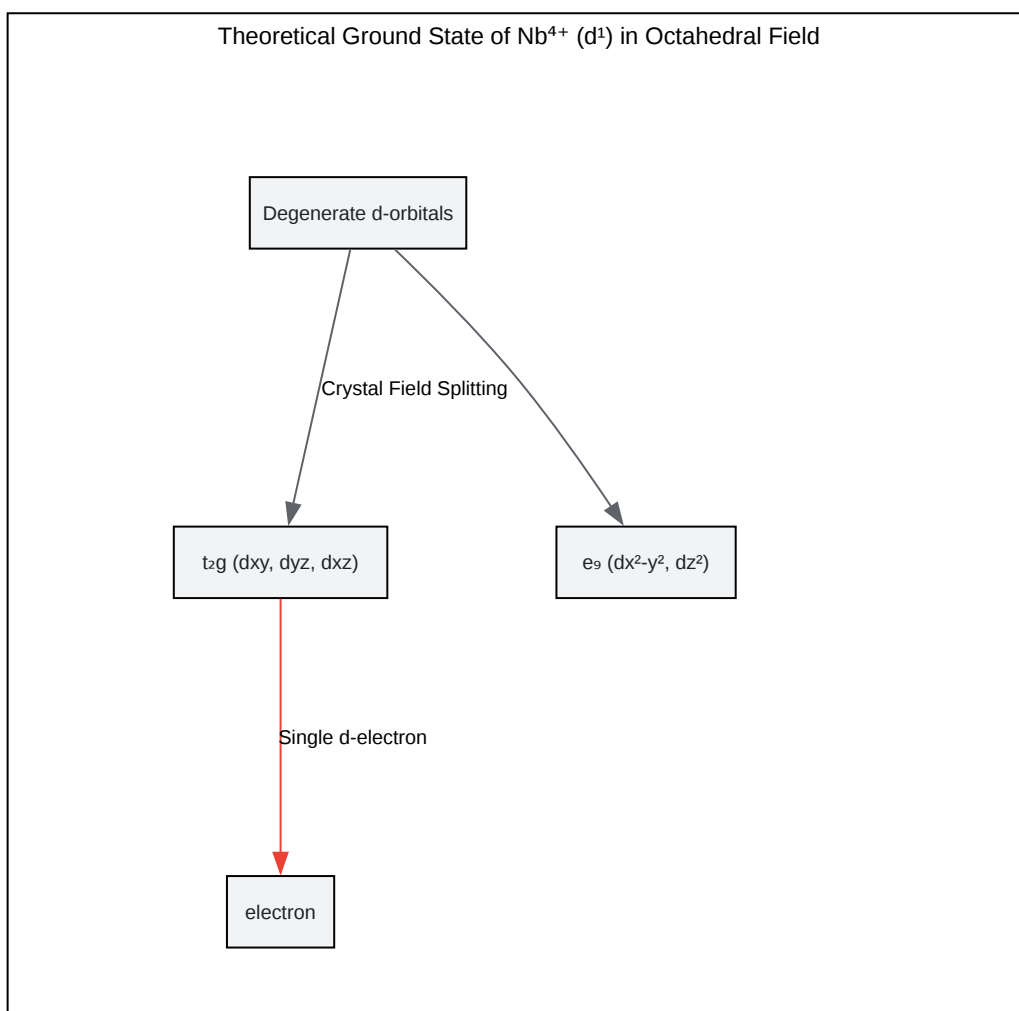 Theoretical Ground State of Nb⁴⁺ (d¹) in Octahedral Field
Degenerate d-orbitals
Crystal Field Splitting
t₂g (dxy, dyz, dxz)
e₉ (dx²-y², dz²)
Single d-electron
electron